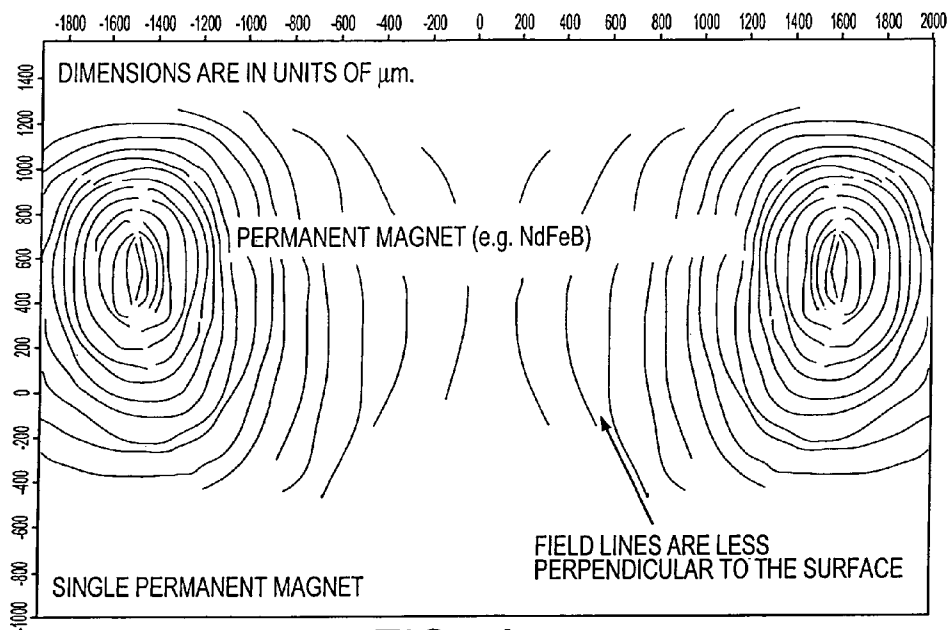 -1800 -1600 -1400 -1200 -1000 -800 -600 -400 -200 0 200 400 600 800 1000 1200 1400 1600 1800 2000
DIMENSIONS ARE IN UNITS OF μm.
1400
1200
1000
800
PERMANENT MAGNET (e.g. NdFeB)
600
400
200
0
-200
-400
-600
FIELD LINES ARE LESS
PERPENDICULAR TO THE SURFACE
-800
SINGLE PERMANENT MAGNET
-1000